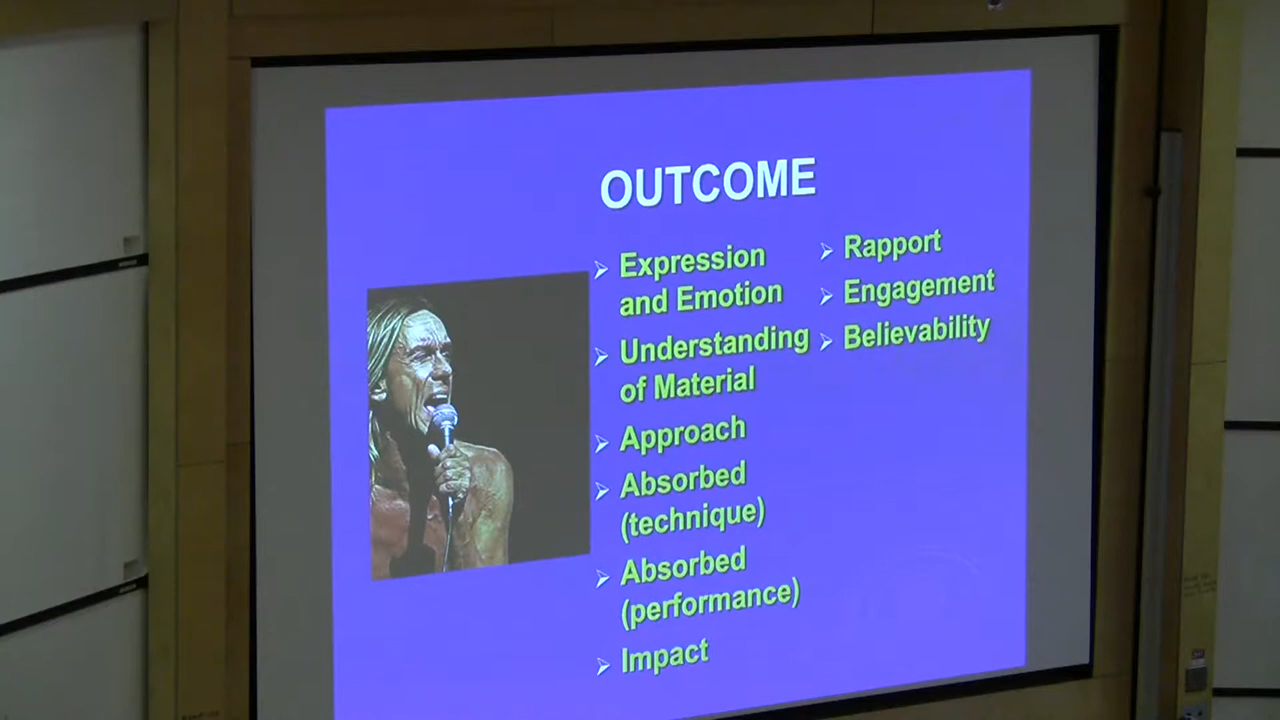 OUTCOME
Expression
and Emotion
Understanding
of Material
Approach
Absorbed
(technique)
Absorbed
(performance)
Impact
Rapport
Engagement
Believability